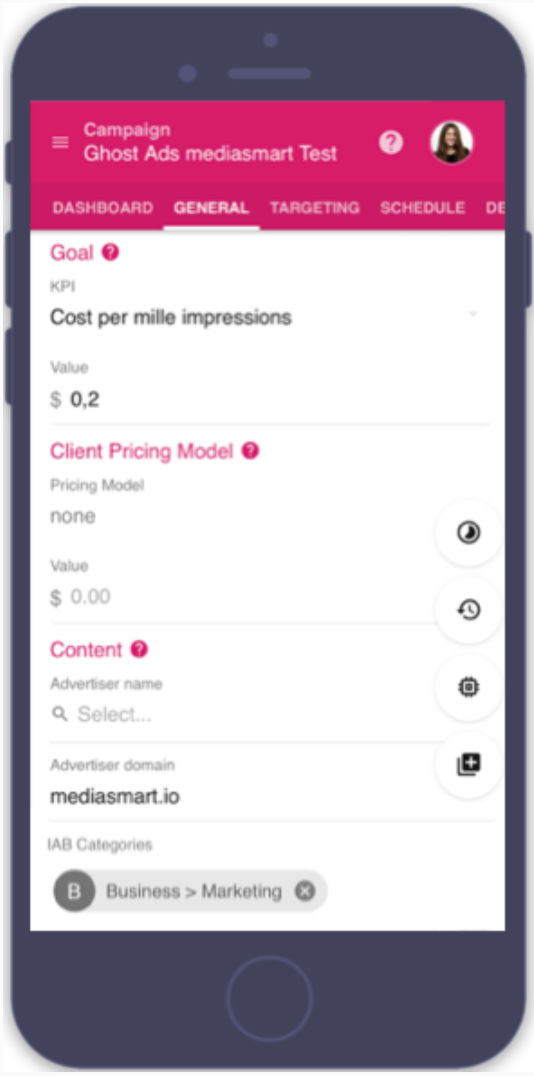 Campaign
Ghost Ads mediasmart Test
?
DASHBOARD GENERAL TARGETING SCHEDULE DE
Goal ?
KPI
Cost per mille impressions
Value
$ 0,2
Client Pricing Model ?
Pricing Model
none
Value
$ 0.00
Content ?
Advertiser name
Select...
Advertiser domain
mediasmart.io
IAB Categories
B Business > Marketing